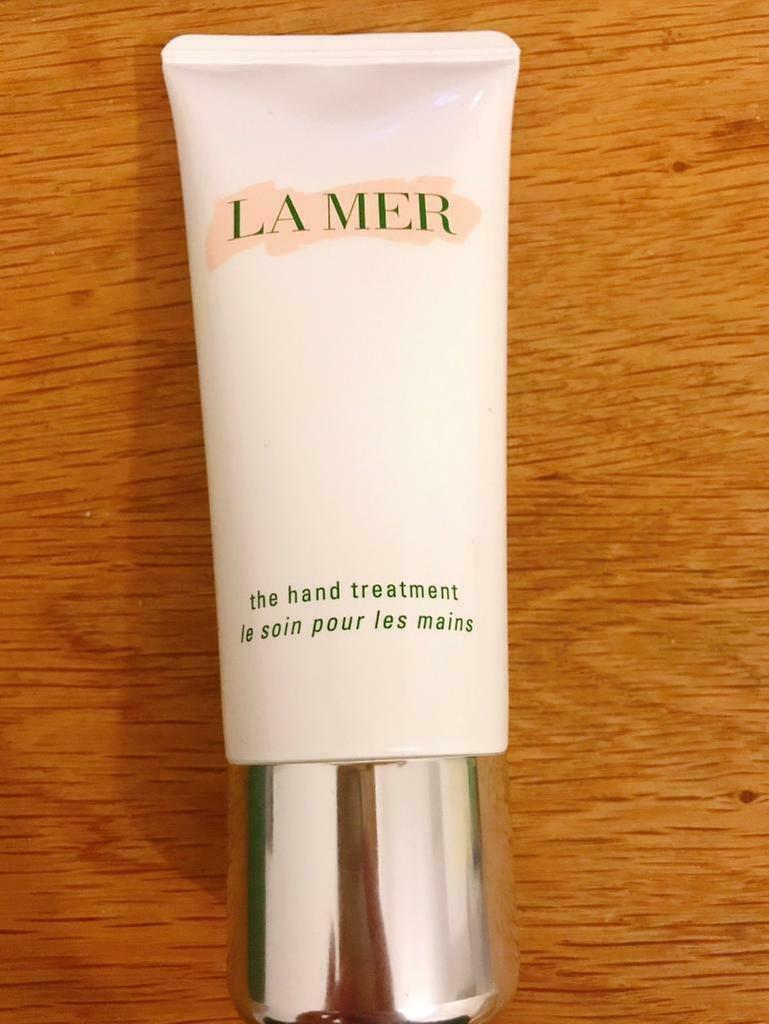 LA MER
the hand treatment
le soin pour les mains